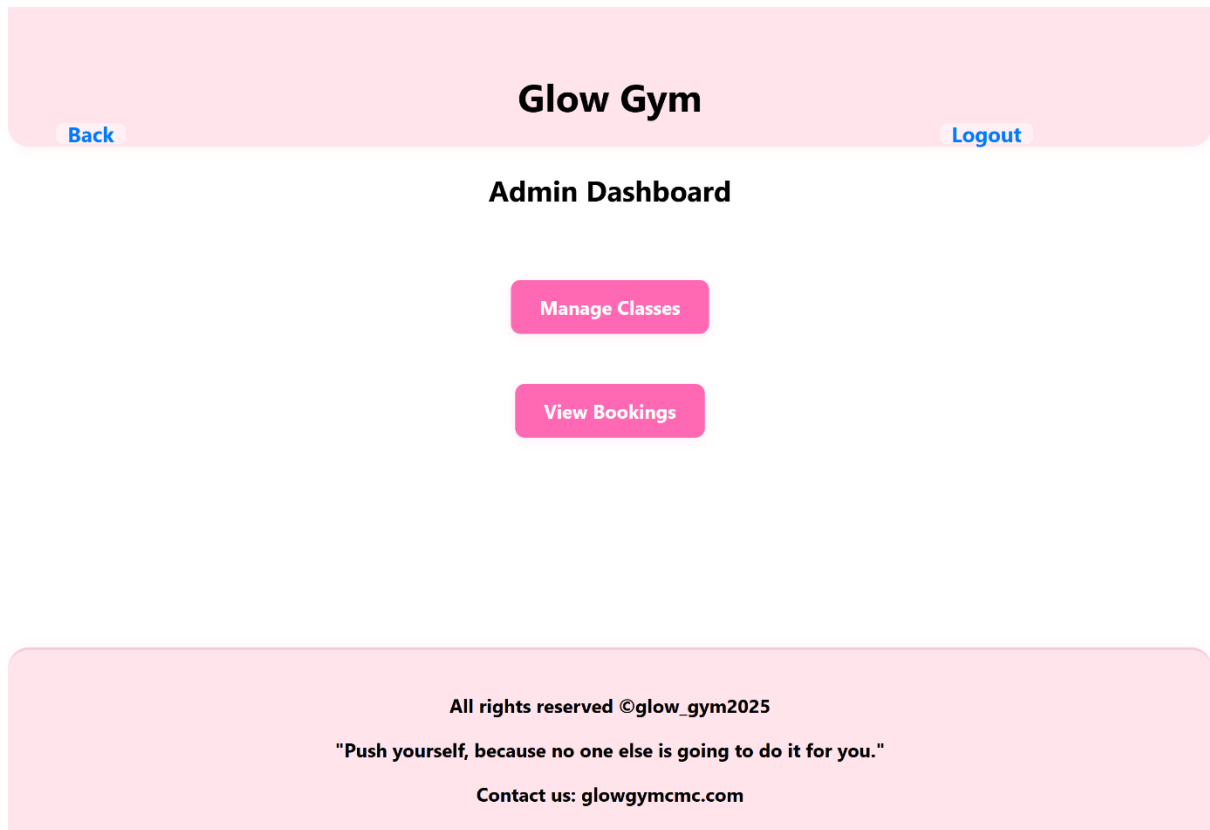 Glow Gym
Back
Logout
Admin Dashboard
Manage Classes
View Bookings
All rights reserved ©glow_gym2025
"Push yourself, because no one else is going to do it for you."
Contact us: glowgymcmc.com